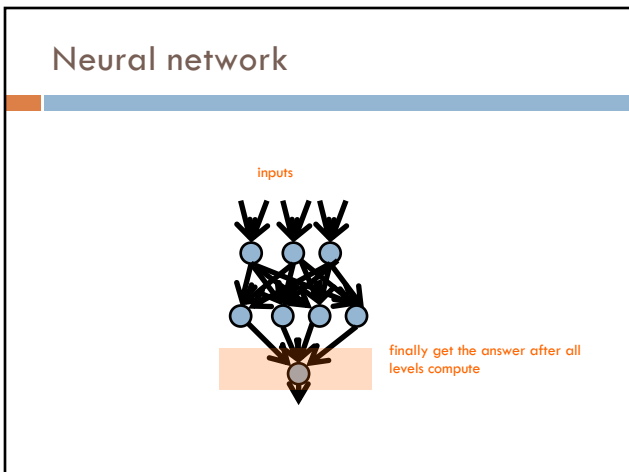 Neural network
inputs
finally get the answer after all
levels compute